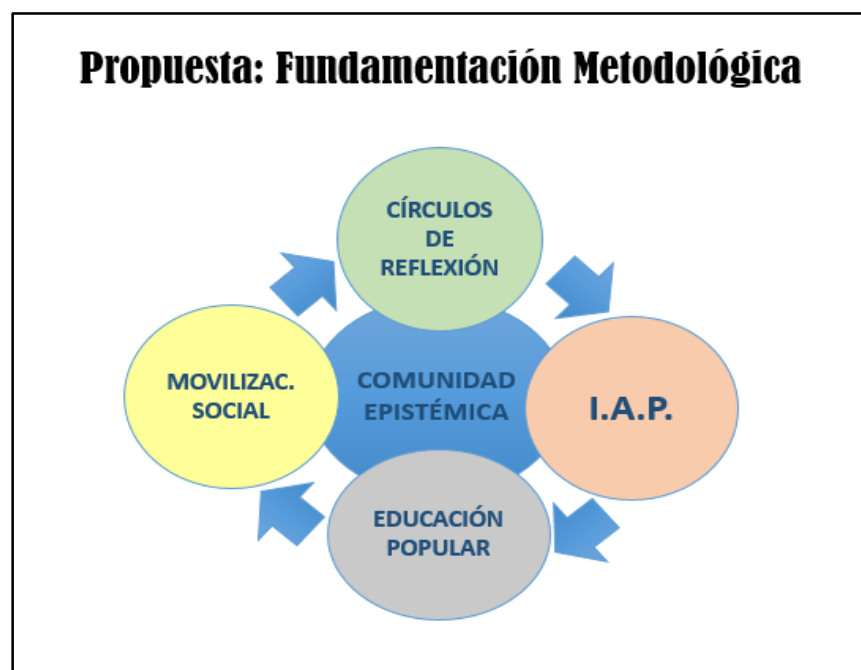 Propuesta: Fundamentación Metodológica
CÍRCULOS
DE
REFLEXIÓN
MOVILIZAC.
SOCIAL
COMUNIDAD
EPISTÉMICA
I.A.P.
EDUCACIÓN
POPULAR